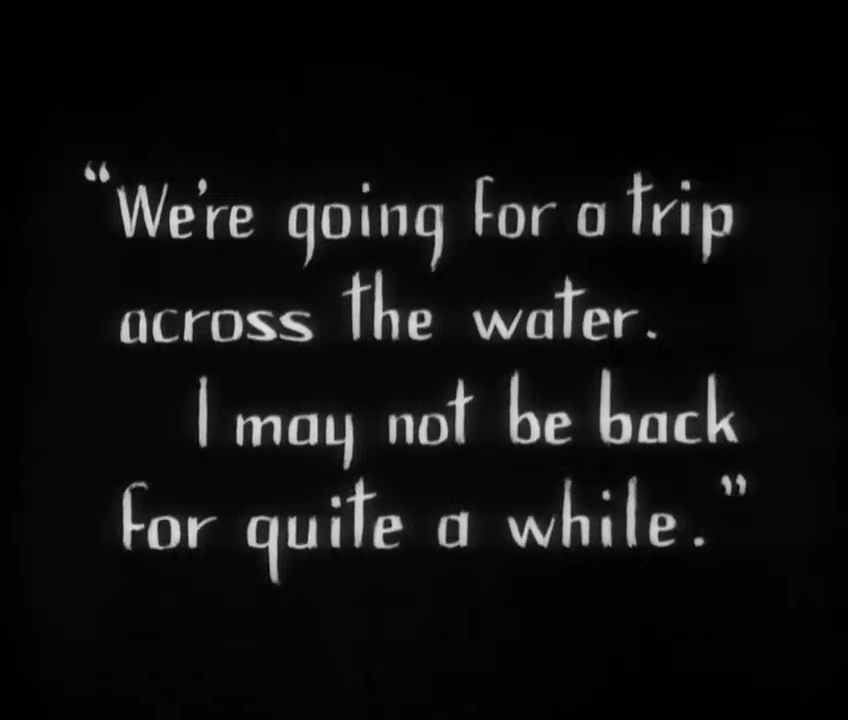 “We're going for a trip
across the water.
I may not be back
for quite a while.”